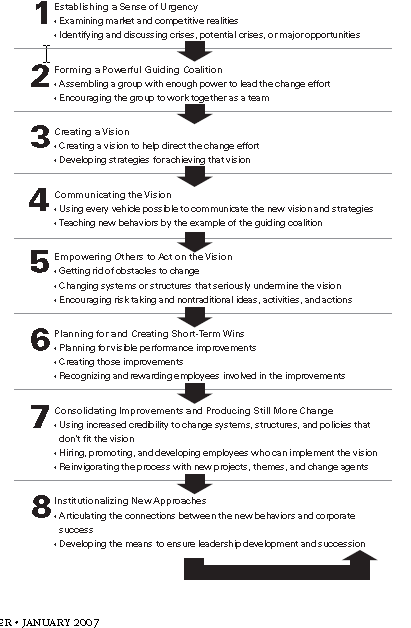 1 Establishing a Sense of Urgency
• Examining market and competitive realities
• Identifying and discussing crises, potential crises, or major opportunities
2 Forming a Powerful Guiding Coalition
• Assembling a group with enough power to lead the change effort
• Encouraging the group to work together as a team
3 Creating a Vision
• Creating a vision to help direct the change effort
• Developing strategies for achieving that vision
4 Communicating the Vision
• Using every vehicle possible to communicate the new vision and strategies
• Teaching new behaviors by the example of the guiding coalition
5 Empowering Others to Act on the Vision
• Getting rid of obstacles to change
• Changing systems or structures that seriously undermine the vision
• Encouraging risk taking and nontraditional ideas, activities, and actions
6 Planning for and Creating Short-Term Wins
• Planning for visible performance improvements
• Creating those improvements
• Recognizing and rewarding employees involved in the improvements
7 Consolidating Improvements and Producing Still More Change
• Using increased credibility to change systems, structures, and policies that
don't fit the vision
• Hiring, promoting, and developing employees who can implement the vision
• Reinvigorating the process with new projects, themes, and change agents
8 Institutionalizing New Approaches
• Articulating the connections between the new behaviors and corporate
success
• Developing the means to ensure leadership development and succession
ER • JANUARY 2007